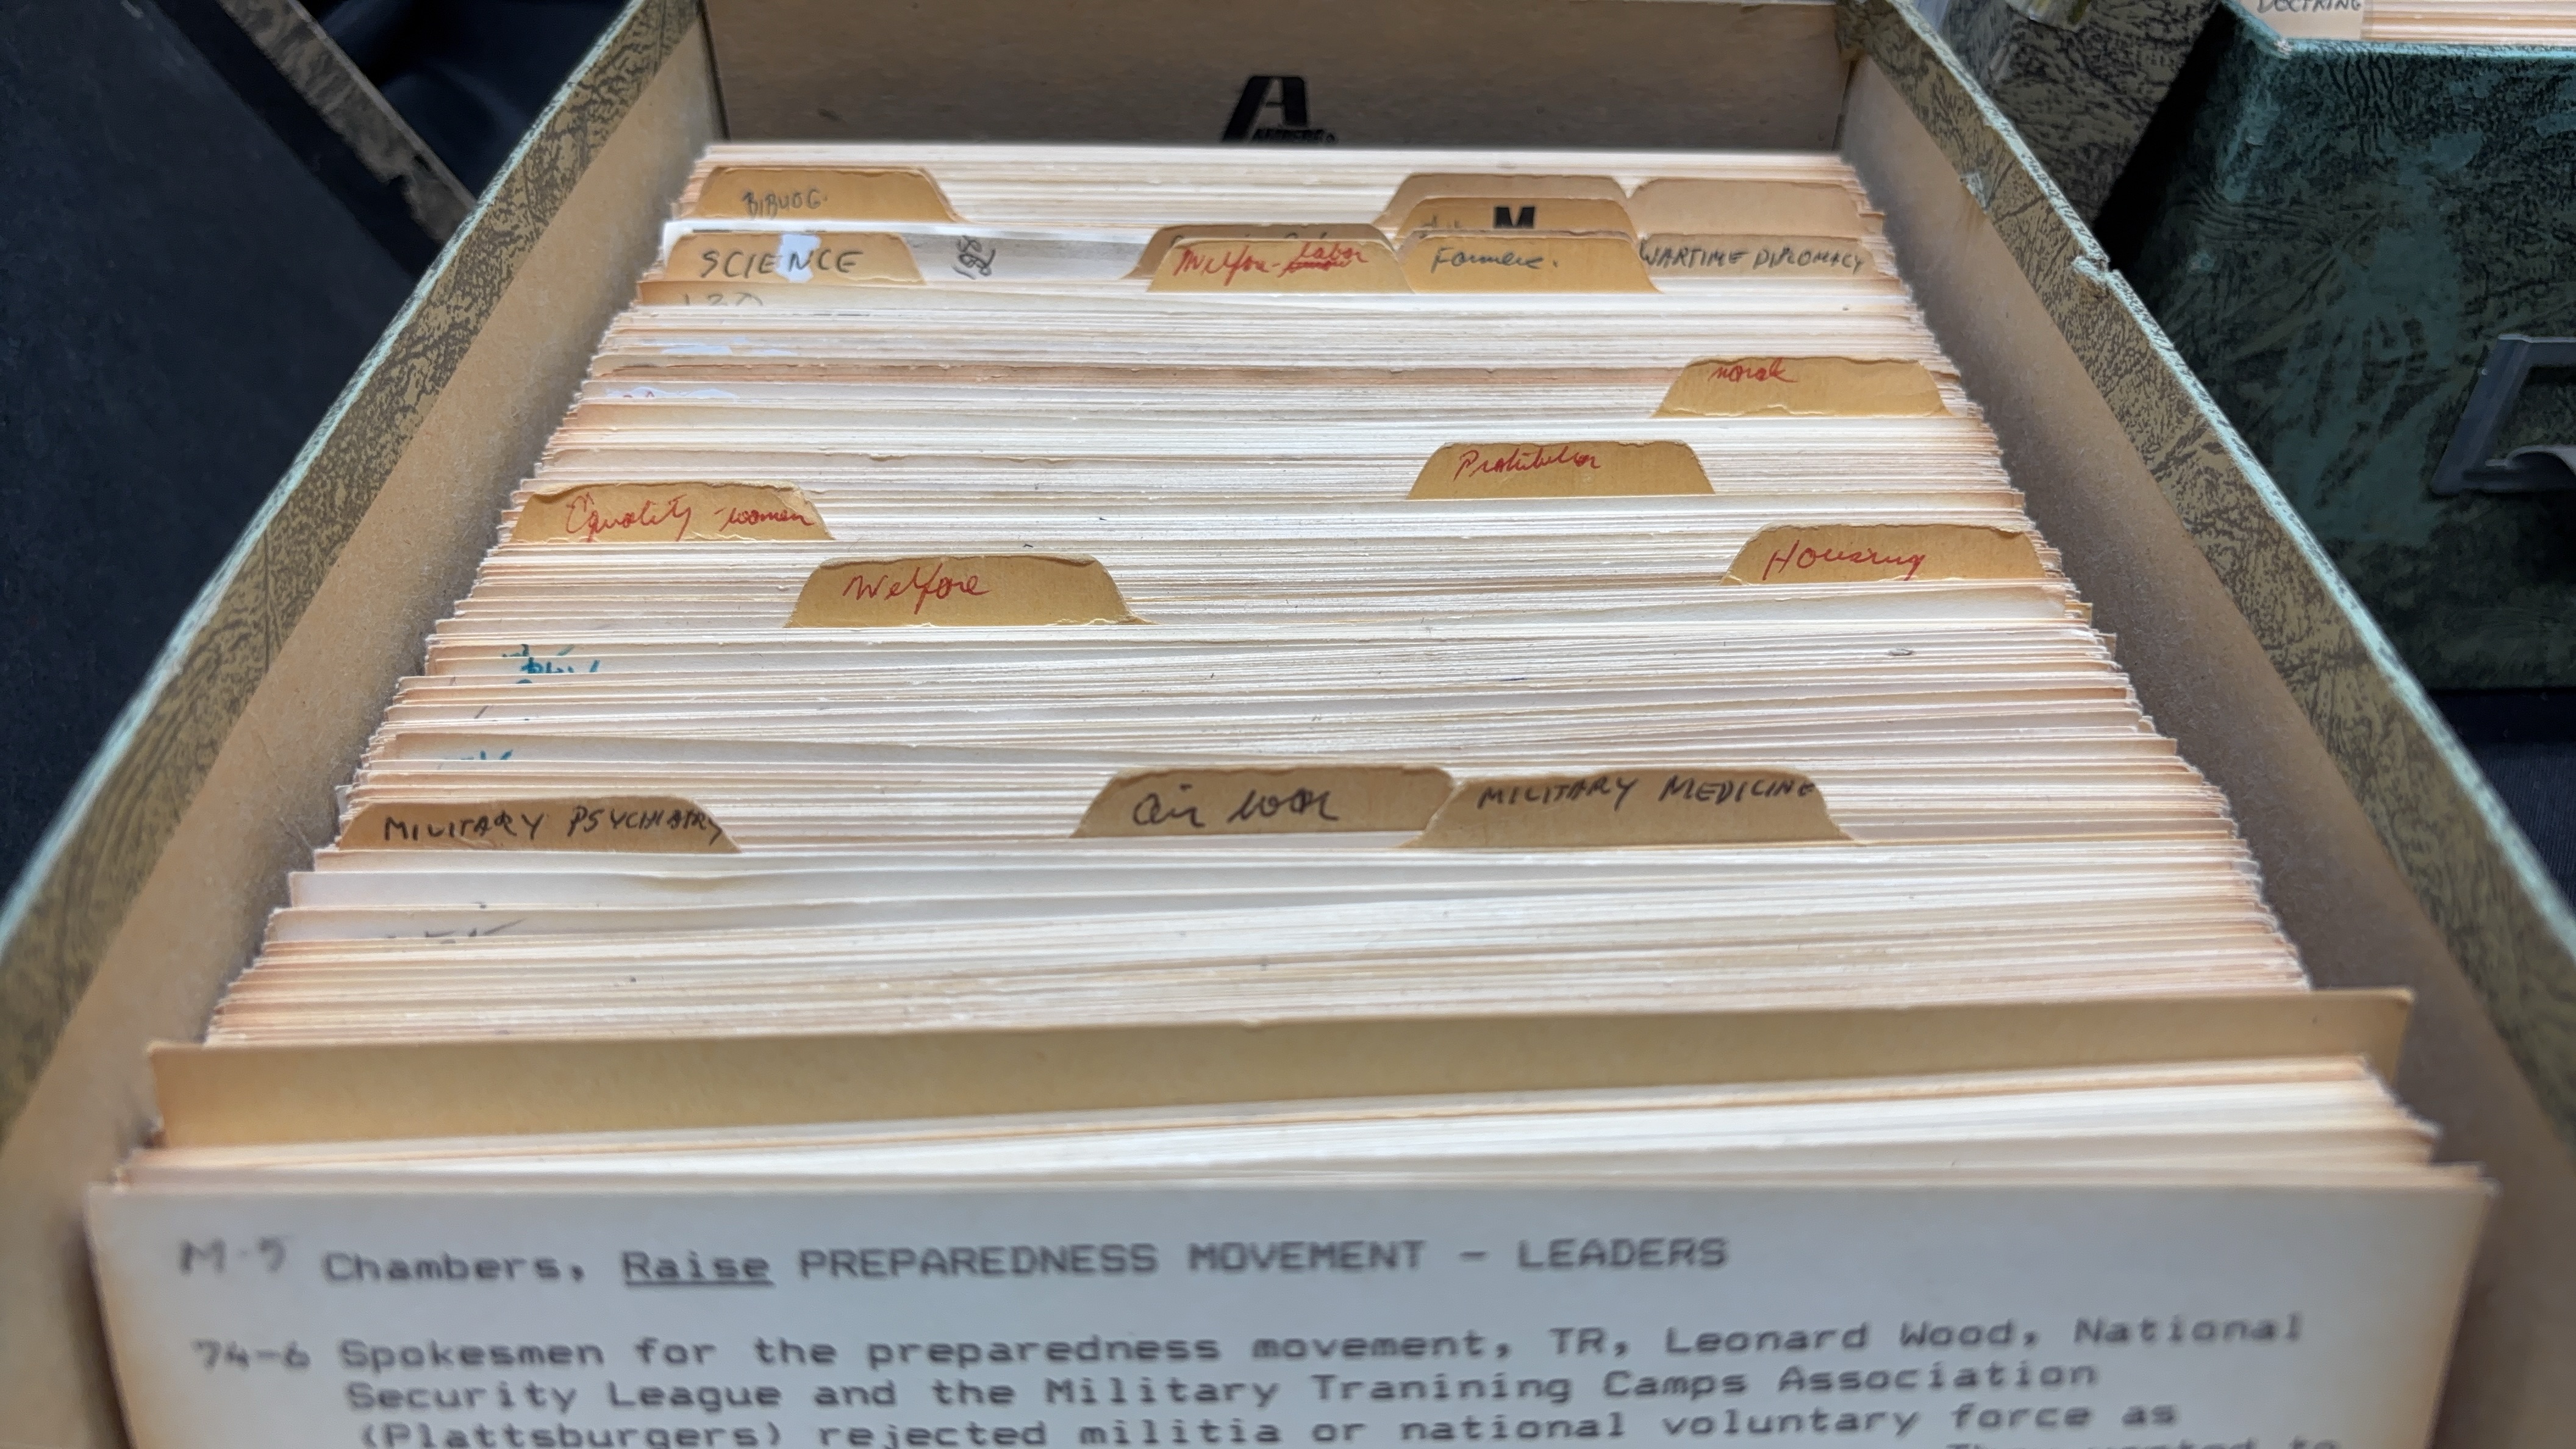 DOCTRINE
A
BIBLIOG.
M
SCIENCE
Welfare-labor
Farmers.
WARTIME DIPLOMACY
morale
Prohibition
Equality-women
Housing
Welfare
air war
MILITARY MEDICINE
MILITARY PSYCHIATRY
M-5 Chambers, Raise PREPAREDNESS MOVEMENT - LEADERS
74-6 Spokesmen for the preparedness movement, TR, Leonard Wood, National
Security League and the Military Tranining Camps Association
(Plattsburgers) rejected militia or national voluntary force as